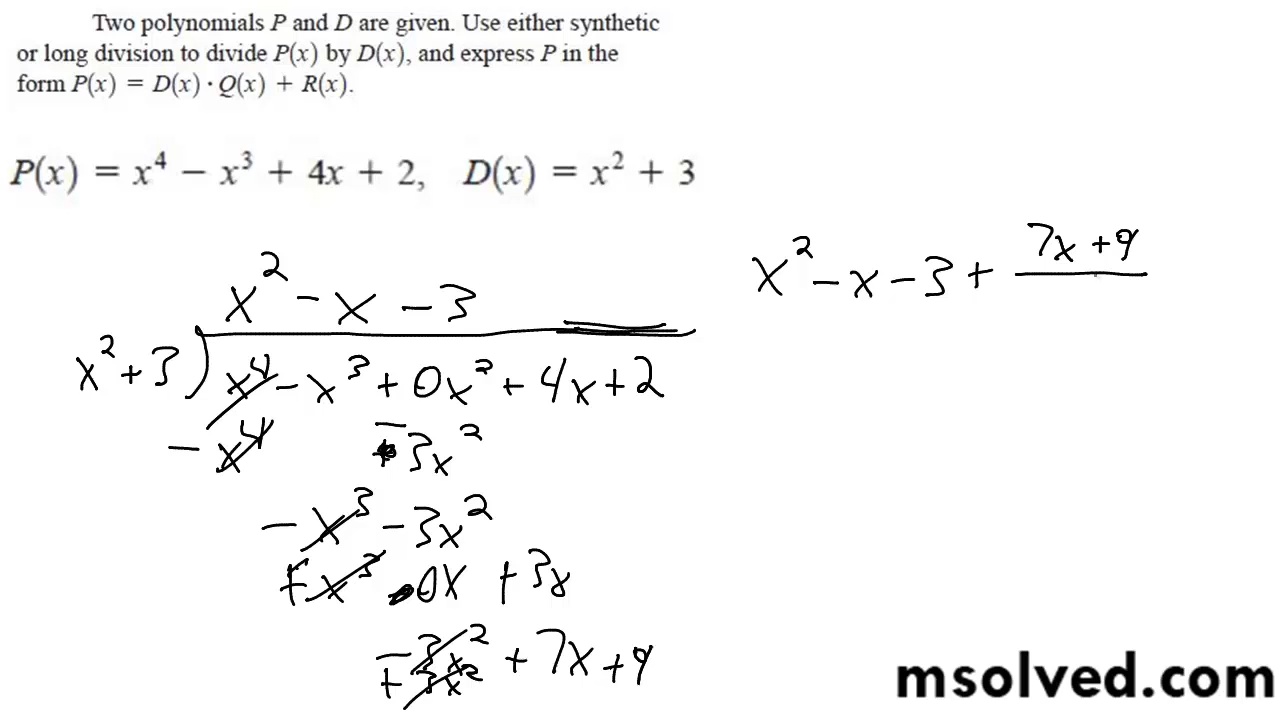 Two polynomials P and D are given. Use either synthetic
or long division to divide P(x) by D(x), and express P in the
form P(x) = D(x) · Q(x) + R(x).
P(x) = x⁴ − x³ + 4x + 2, D(x) = x² + 3
x² − x − 3 + 7x + 9
x² − x − 3
x² + 3 ) x⁴ − x³ + 0x² + 4x + 2
− x⁴ − 3x²
− x³ − 3x²
+ x³ 0x + 3x
− 3x² + 7x + 9
+ 3x²
msolved.com